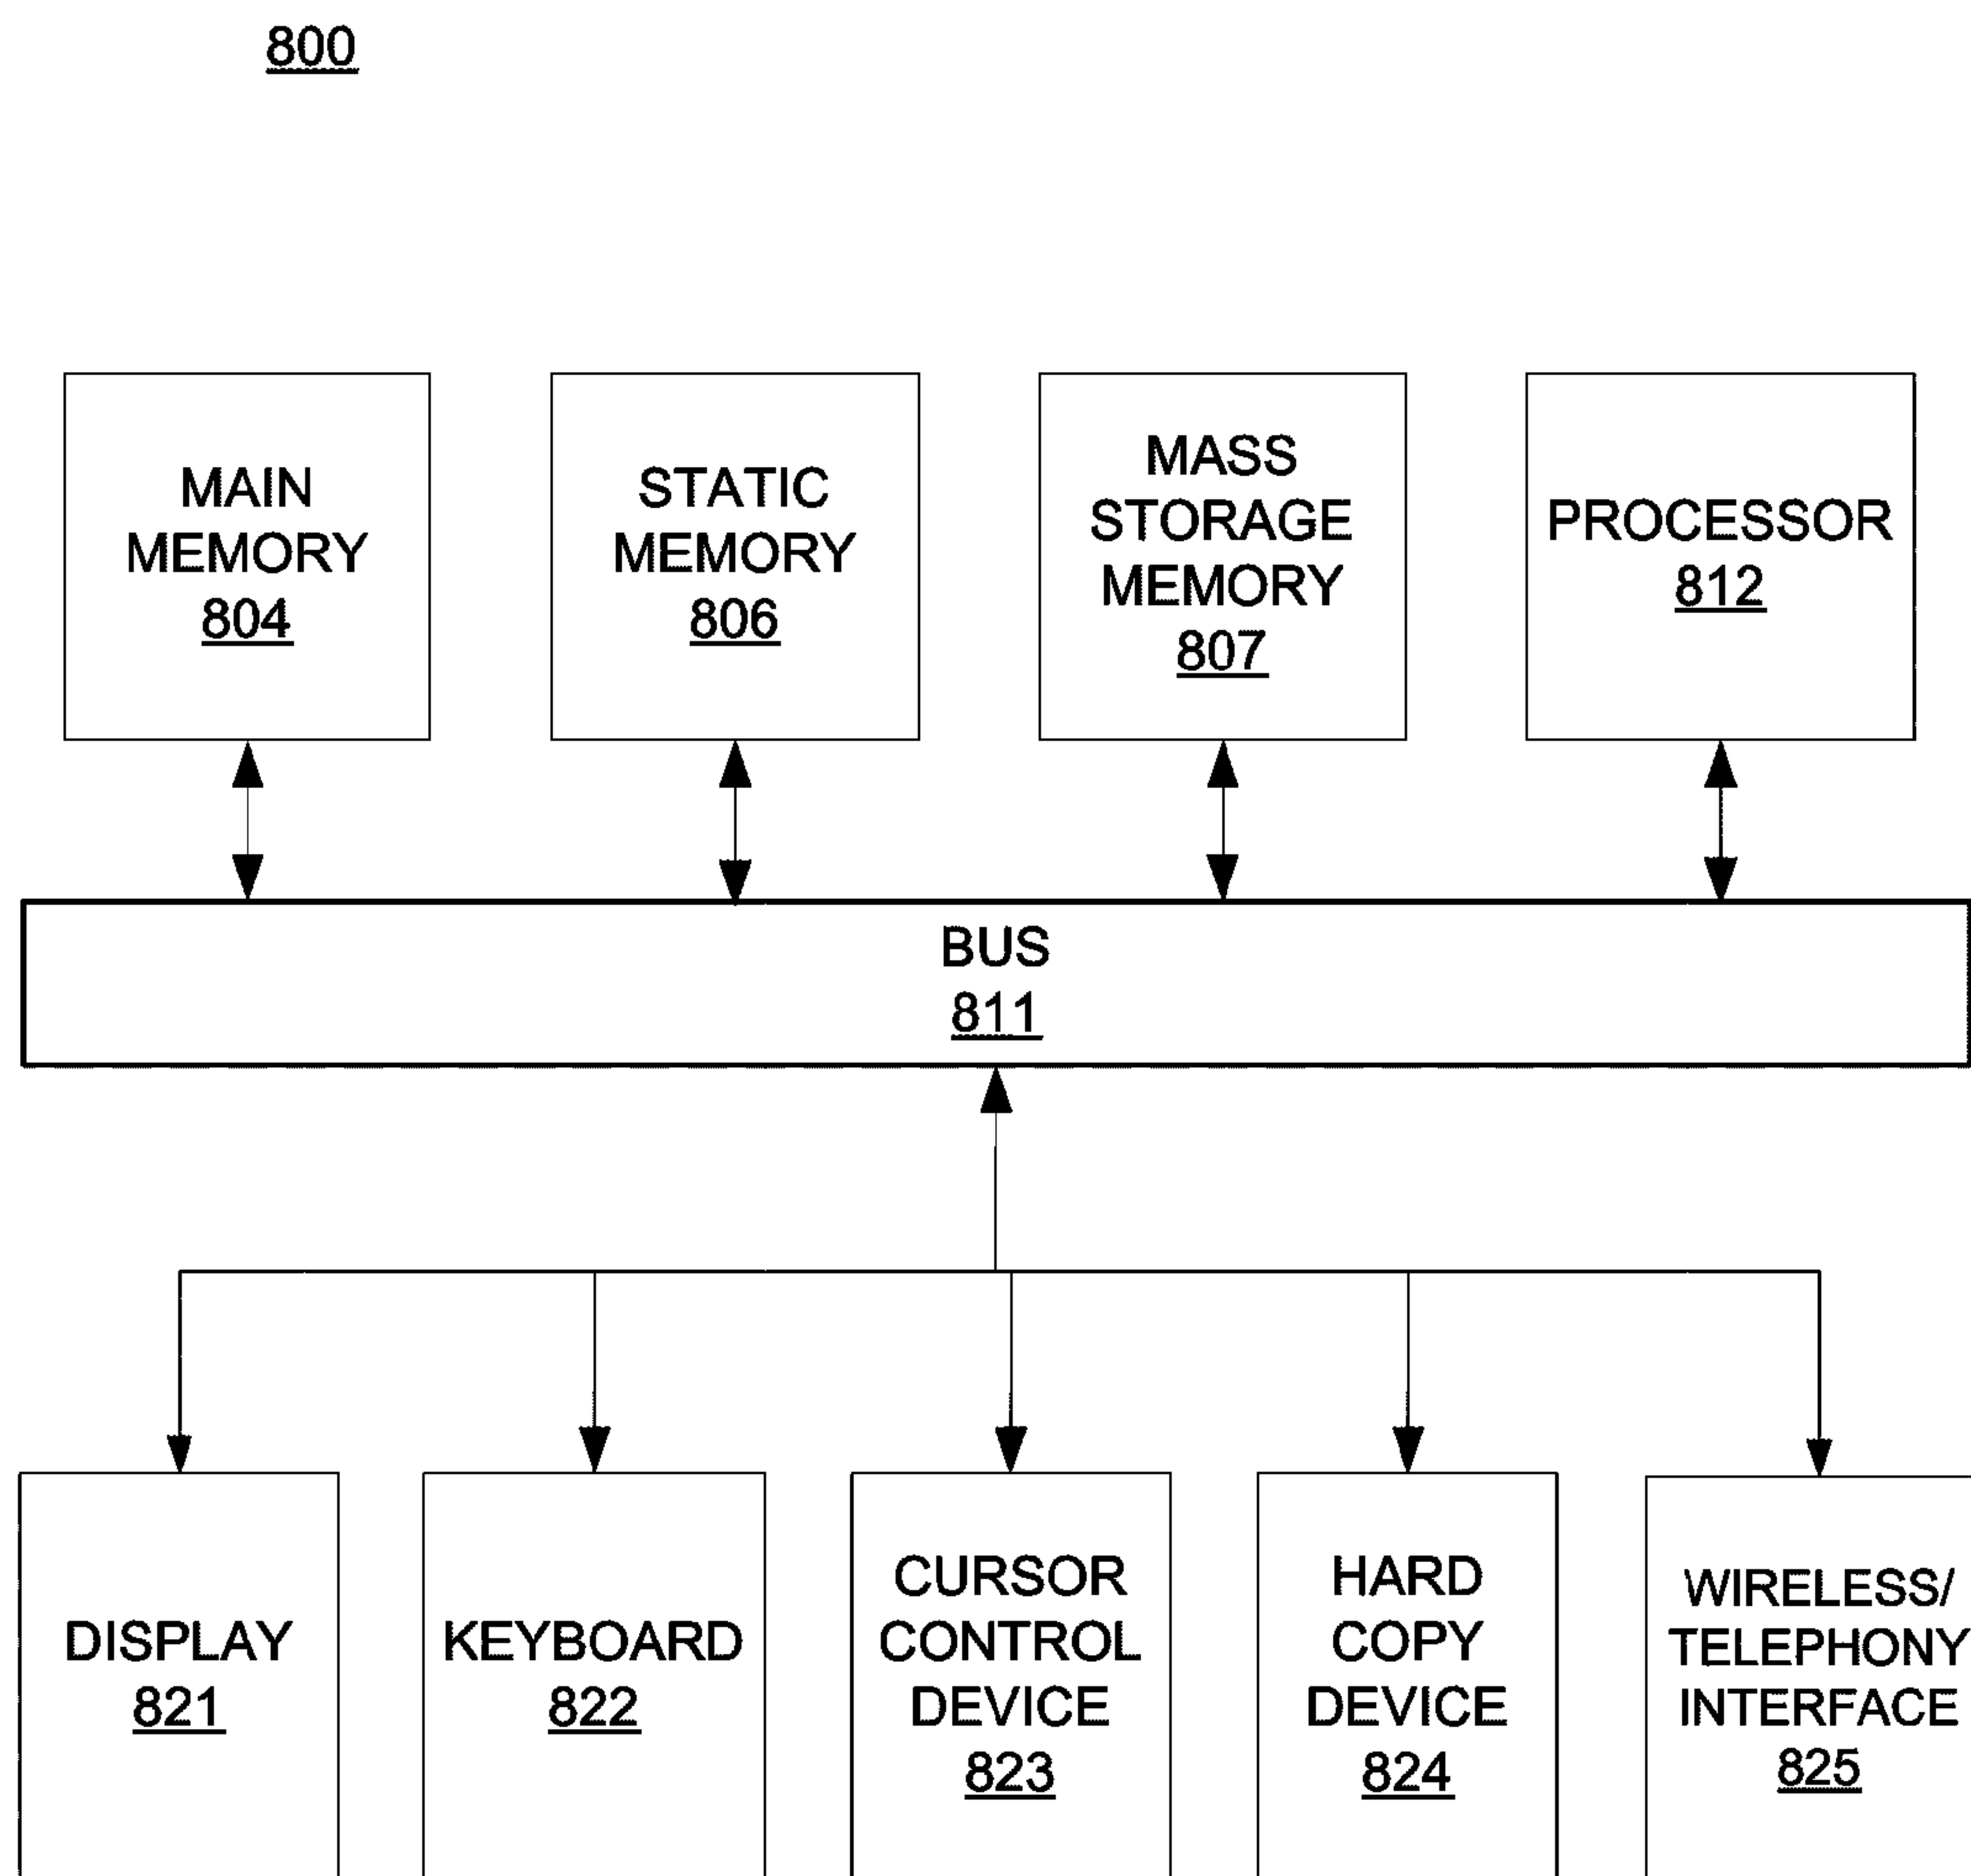 800
MAIN
MEMORY
804
STATIC
MEMORY
806
MASS
STORAGE
MEMORY
807
PROCESSOR
812
BUS
811
DISPLAY
821
KEYBOARD
822
CURSOR
CONTROL
DEVICE
823
HARD
COPY
DEVICE
824
WIRELESS/
TELEPHONY
INTERFACE
825